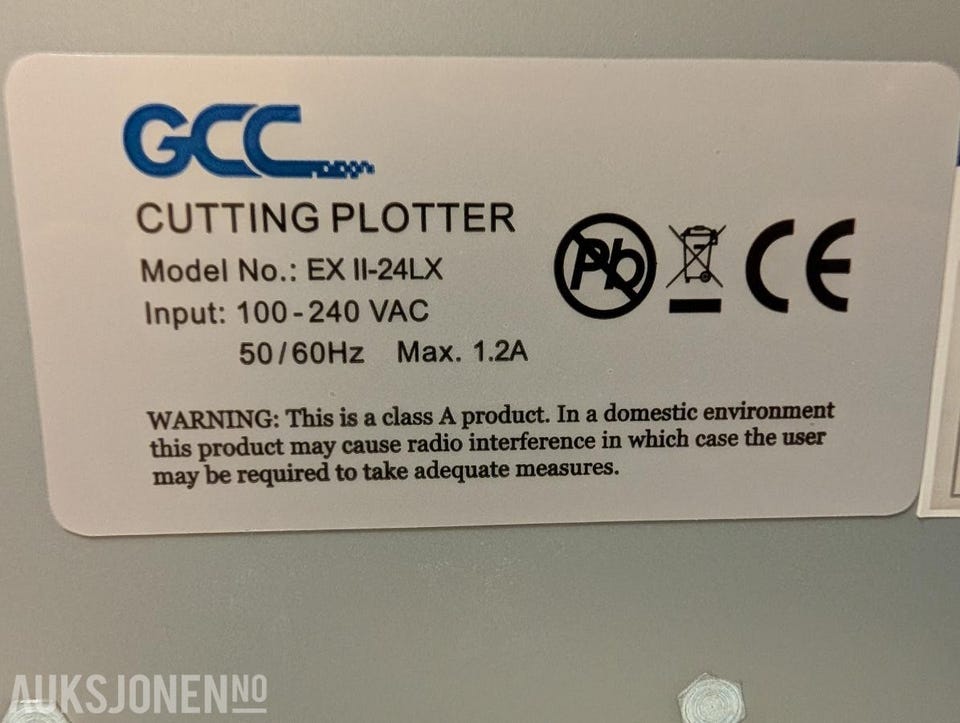 GCC
CUTTING PLOTTER
Model No.: EX II-24LX
Input: 100-240 VAC
50/60Hz Max. 1.2A
Pb
CE
WARNING: This is a class A product. In a domestic environment
this product may cause radio interference in which case the user
may be required to take adequate measures.
AUKSJONEN NO